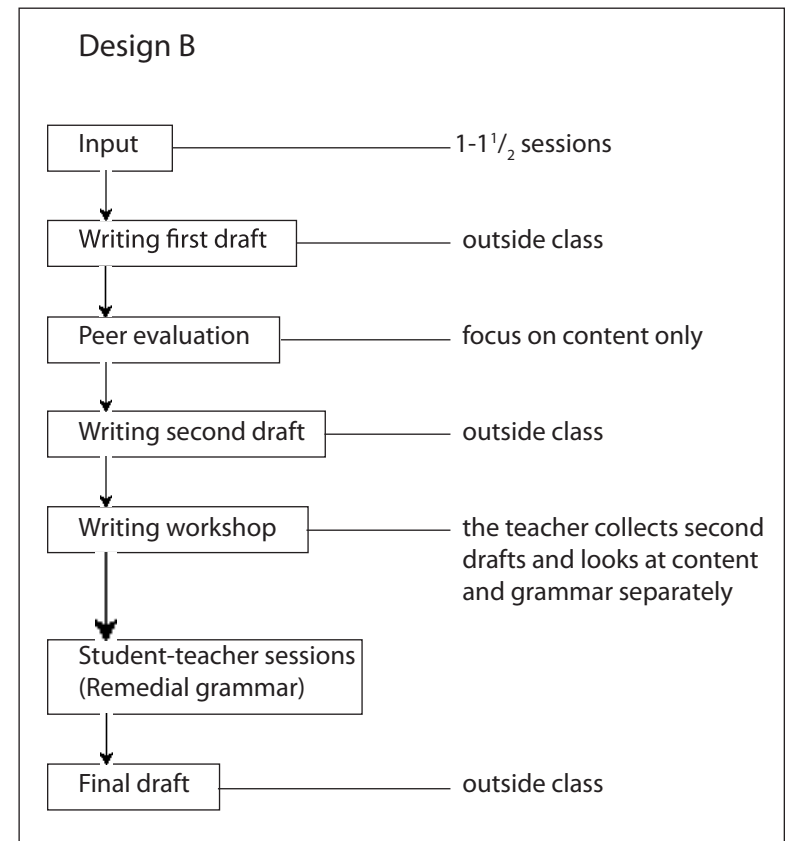 Design B
Input
1-1 1/2 sessions
Writing first draft
outside class
Peer evaluation
focus on content only
Writing second draft
outside class
Writing workshop
the teacher collects second
drafts and looks at content
and grammar separately
Student-teacher sessions
(Remedial grammar)
Final draft
outside class